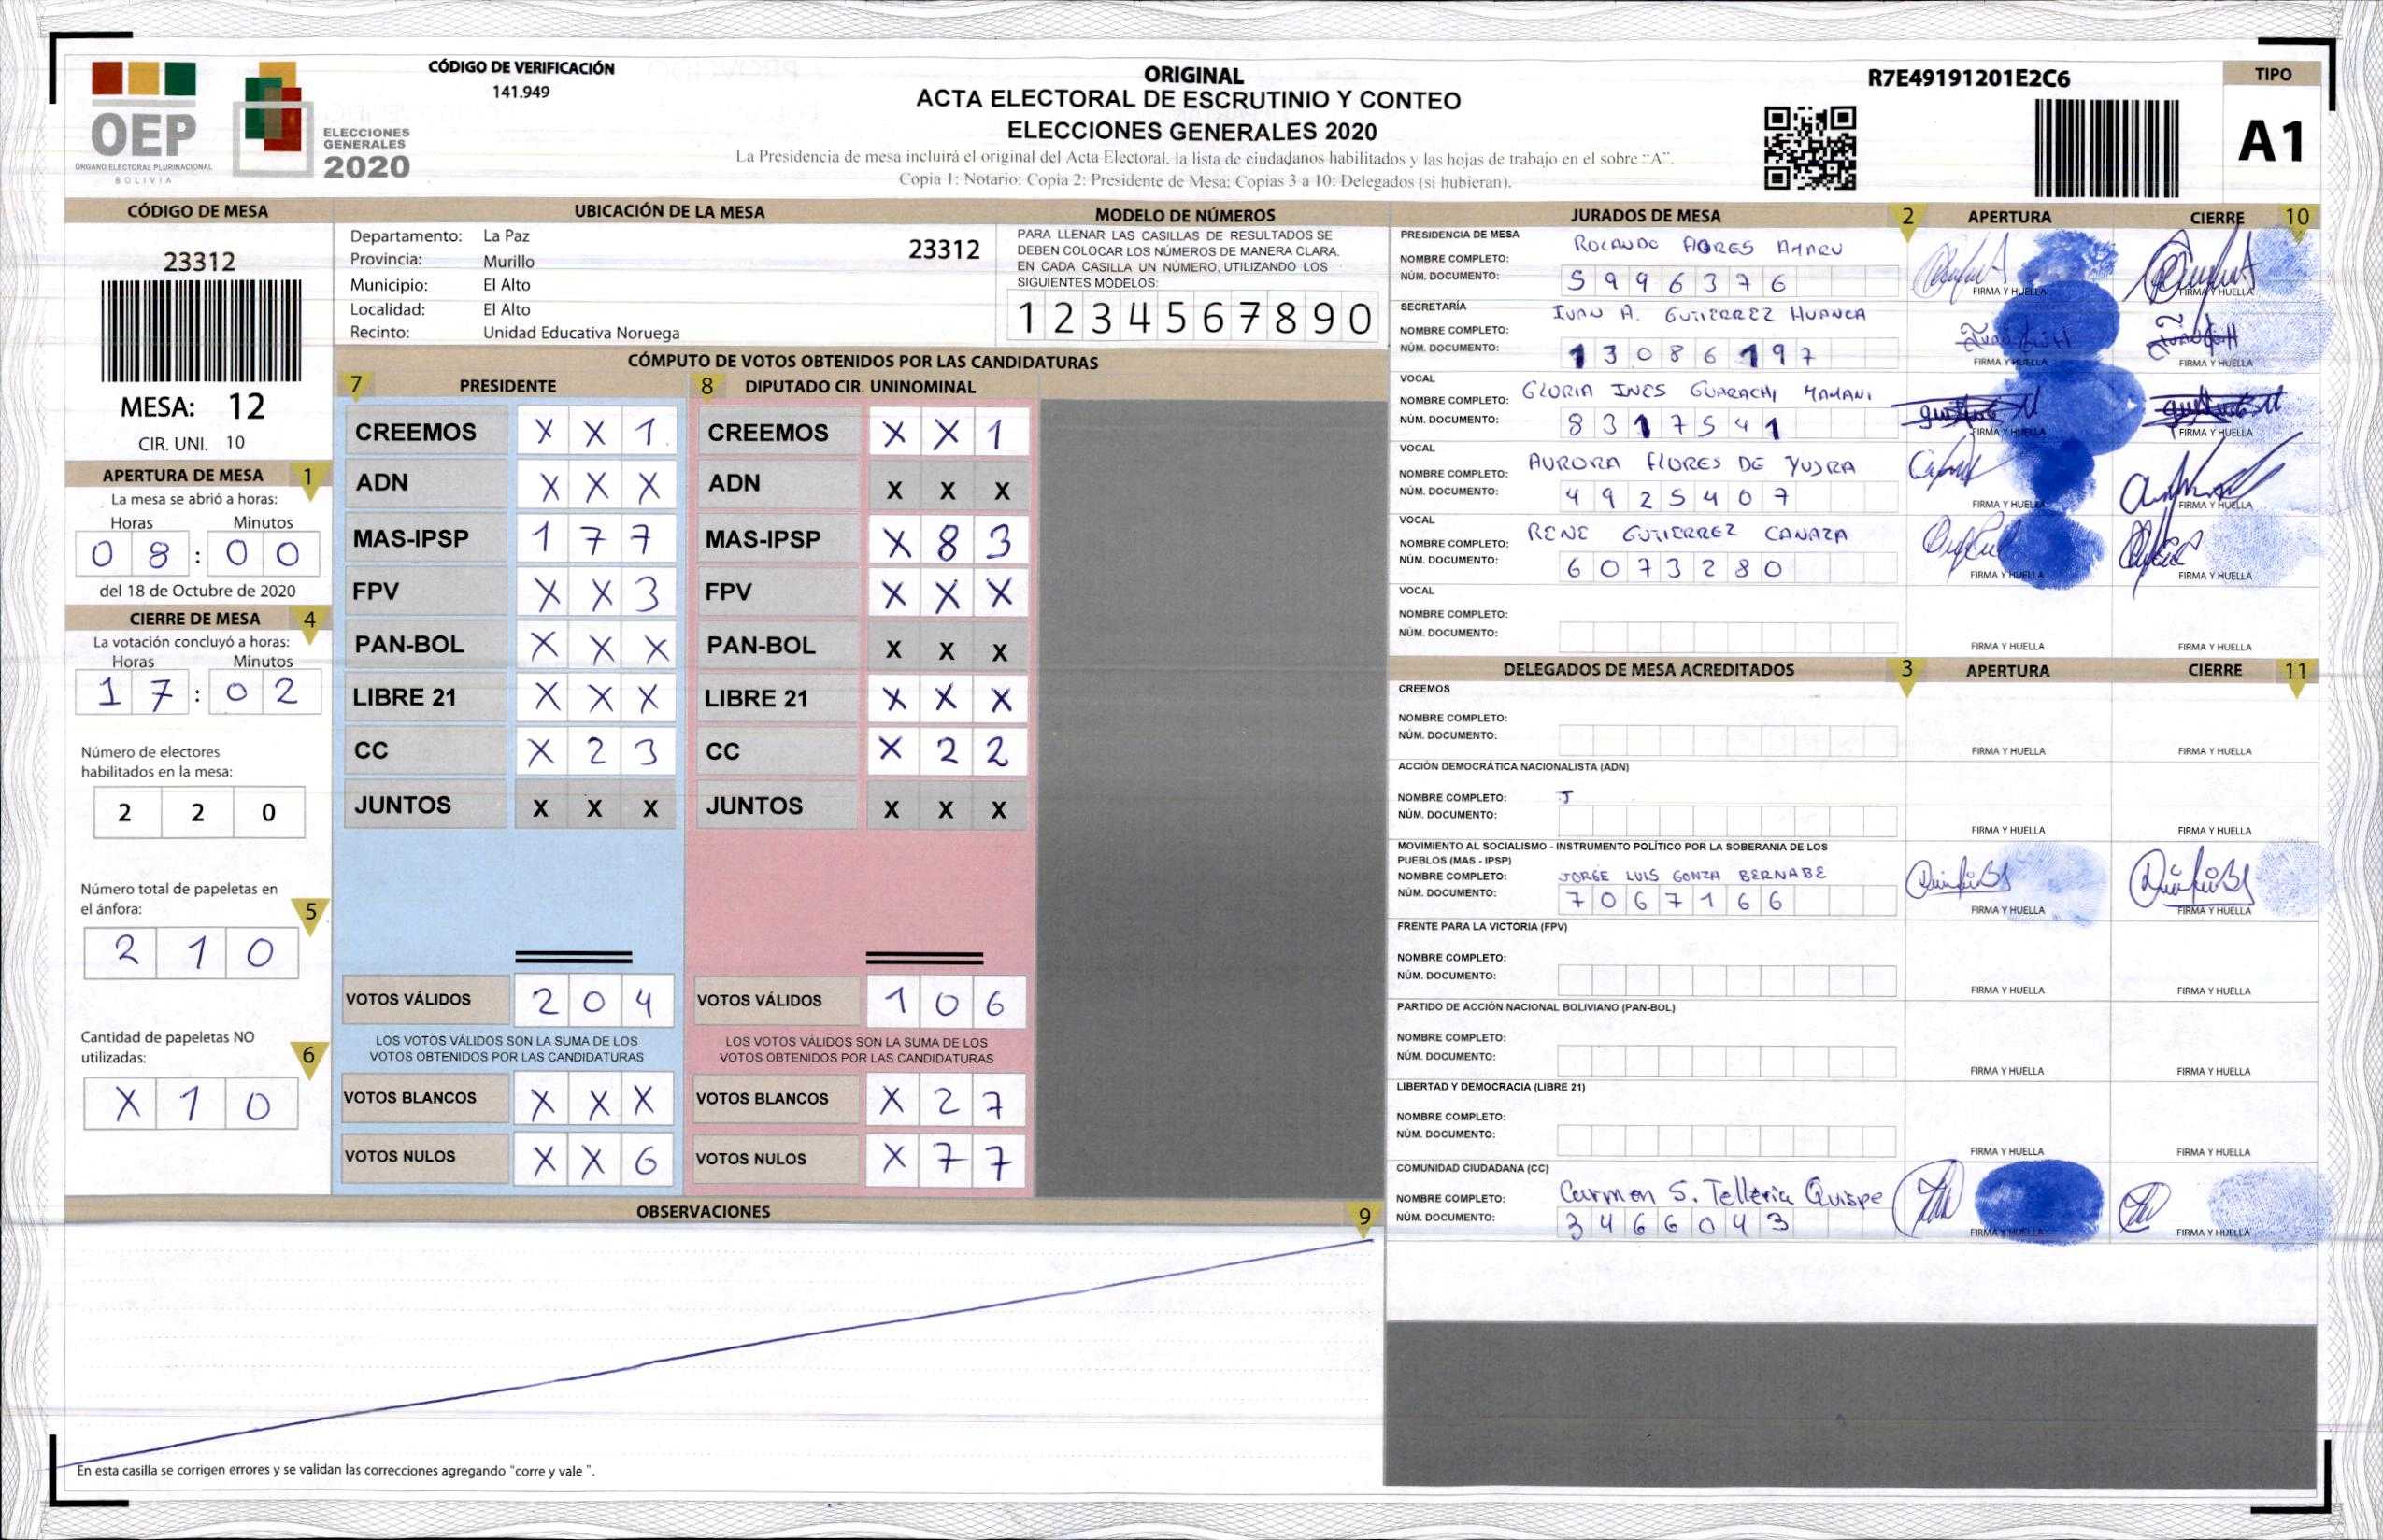 CÓDIGO DE VERIFICACIÓN
141.949
OEP
ÓRGANO ELECTORAL PLURINACIONAL
BOLIVIA
ELECCIONES
GENERALES
2020
ORIGINAL
ACTA ELECTORAL DE ESCRUTINIO Y CONTEO
ELECCIONES GENERALES 2020
La Presidencia de mesa incluirá el original del Acta Electoral, la lista de ciudadanos habilitados y las hojas de trabajo en el sobre "A".
Copia 1: Notario; Copia 2: Presidente de Mesa; Copias 3 a 10: Delegados (si hubieran).
R7E49191201E2C6
TIPO
A1
CÓDIGO DE MESA
23312
MESA: 12
CIR. UNI. 10
APERTURA DE MESA 1
La mesa se abrió a horas:
Horas Minutos
0 8 : 0 0
del 18 de Octubre de 2020
CIERRE DE MESA 4
La votación concluyó a horas:
Horas Minutos
1 7 : 0 2
Número de electores
habilitados en la mesa:
2 2 0
Número total de papeletas en
el ánfora: 5
2 1 0
Cantidad de papeletas NO
utilizadas: 6
X 1 0
UBICACIÓN DE LA MESA
Departamento: La Paz
23312
Provincia: Murillo
Municipio: El Alto
Localidad: El Alto
Recinto: Unidad Educativa Noruega
MODELO DE NÚMEROS
PARA LLENAR LAS CASILLAS DE RESULTADOS SE
DEBEN COLOCAR LOS NÚMEROS DE MANERA CLARA.
EN CADA CASILLA UN NÚMERO, UTILIZANDO LOS
SIGUIENTES MODELOS:
1 2 3 4 5 6 7 8 9 0
CÓMPUTO DE VOTOS OBTENIDOS POR LAS CANDIDATURAS
7 PRESIDENTE 8 DIPUTADO CIR. UNINOMINAL
CREEMOS X X 1 CREEMOS X X 1
ADN X X X ADN X X X
MAS-IPSP 1 7 7 MAS-IPSP X 8 3
FPV X X 3 FPV X X X
PAN-BOL X X X PAN-BOL X X X
LIBRE 21 X X X LIBRE 21 X X X
CC X 2 3 CC X 2 2
JUNTOS X X X JUNTOS X X X
VOTOS VÁLIDOS 2 0 4 VOTOS VÁLIDOS 1 0 6
LOS VOTOS VÁLIDOS SON LA SUMA DE LOS LOS VOTOS VÁLIDOS SON LA SUMA DE LOS
VOTOS OBTENIDOS POR LAS CANDIDATURAS VOTOS OBTENIDOS POR LAS CANDIDATURAS
VOTOS BLANCOS X X X VOTOS BLANCOS X 2 7
VOTOS NULOS X X 6 VOTOS NULOS X 7 7
OBSERVACIONES 9
En esta casilla se corrigen errores y se validan las correcciones agregando "corre y vale ".
JURADOS DE MESA 2 APERTURA CIERRE 10
PRESIDENCIA DE MESA
NOMBRE COMPLETO: ROLANDO FLORES AMARU
NÚM. DOCUMENTO: 5 9 9 6 3 7 6
FIRMA Y HUELLA FIRMA Y HUELLA
SECRETARÍA
NOMBRE COMPLETO: IVAN A. GUTIERREZ HUANCA
NÚM. DOCUMENTO: 1 3 0 8 6 1 9 7
FIRMA Y HUELLA FIRMA Y HUELLA
VOCAL
NOMBRE COMPLETO: GLORIA INES GUARACHI MAMANI
NÚM. DOCUMENTO: 8 3 1 7 5 4 1
FIRMA Y HUELLA FIRMA Y HUELLA
VOCAL
NOMBRE COMPLETO: AURORA FLORES DE YUJRA
NÚM. DOCUMENTO: 4 9 2 5 4 0 7
FIRMA Y HUELLA FIRMA Y HUELLA
VOCAL
NOMBRE COMPLETO: RENE GUTIERREZ CANAZA
NÚM. DOCUMENTO: 6 0 7 3 2 8 0
FIRMA Y HUELLA FIRMA Y HUELLA
VOCAL
NOMBRE COMPLETO:
NÚM. DOCUMENTO:
FIRMA Y HUELLA FIRMA Y HUELLA
DELEGADOS DE MESA ACREDITADOS 3 APERTURA CIERRE 11
CREEMOS
NOMBRE COMPLETO:
NÚM. DOCUMENTO:
FIRMA Y HUELLA FIRMA Y HUELLA
ACCIÓN DEMOCRÁTICA NACIONALISTA (ADN)
NOMBRE COMPLETO: J
NÚM. DOCUMENTO:
FIRMA Y HUELLA FIRMA Y HUELLA
MOVIMIENTO AL SOCIALISMO - INSTRUMENTO POLÍTICO POR LA SOBERANIA DE LOS
PUEBLOS (MAS - IPSP)
NOMBRE COMPLETO: JORGE LUIS GONZA BERNABE
NÚM. DOCUMENTO: 7 0 6 7 1 6 6
FIRMA Y HUELLA FIRMA Y HUELLA
FRENTE PARA LA VICTORIA (FPV)
NOMBRE COMPLETO:
NÚM. DOCUMENTO:
FIRMA Y HUELLA FIRMA Y HUELLA
PARTIDO DE ACCIÓN NACIONAL BOLIVIANO (PAN-BOL)
NOMBRE COMPLETO:
NÚM. DOCUMENTO:
FIRMA Y HUELLA FIRMA Y HUELLA
LIBERTAD Y DEMOCRACIA (LIBRE 21)
NOMBRE COMPLETO:
NÚM. DOCUMENTO:
FIRMA Y HUELLA FIRMA Y HUELLA
COMUNIDAD CIUDADANA (CC)
NOMBRE COMPLETO: Carmen S. Telleria Quispe
NÚM. DOCUMENTO: 3 4 6 6 0 4 3
FIRMA Y HUELLA FIRMA Y HUELLA